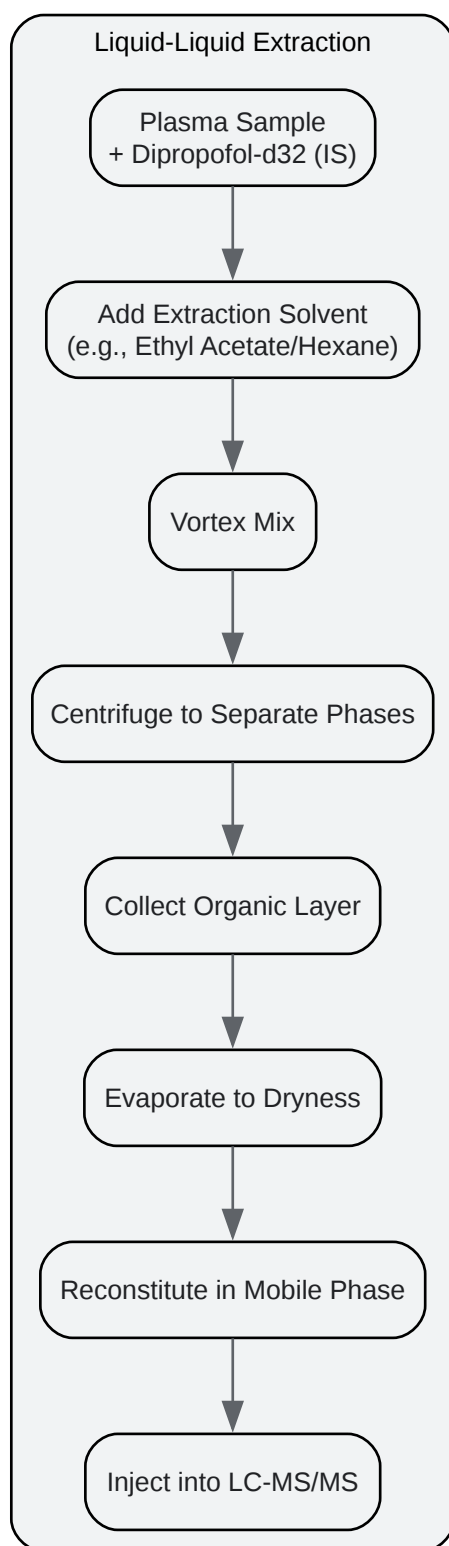 Liquid-Liquid Extraction
Plasma Sample
+ Dipropofol-d32 (IS)
Add Extraction Solvent
(e.g., Ethyl Acetate/Hexane)
Vortex Mix
Centrifuge to Separate Phases
Collect Organic Layer
Evaporate to Dryness
Reconstitute in Mobile Phase
Inject into LC-MS/MS